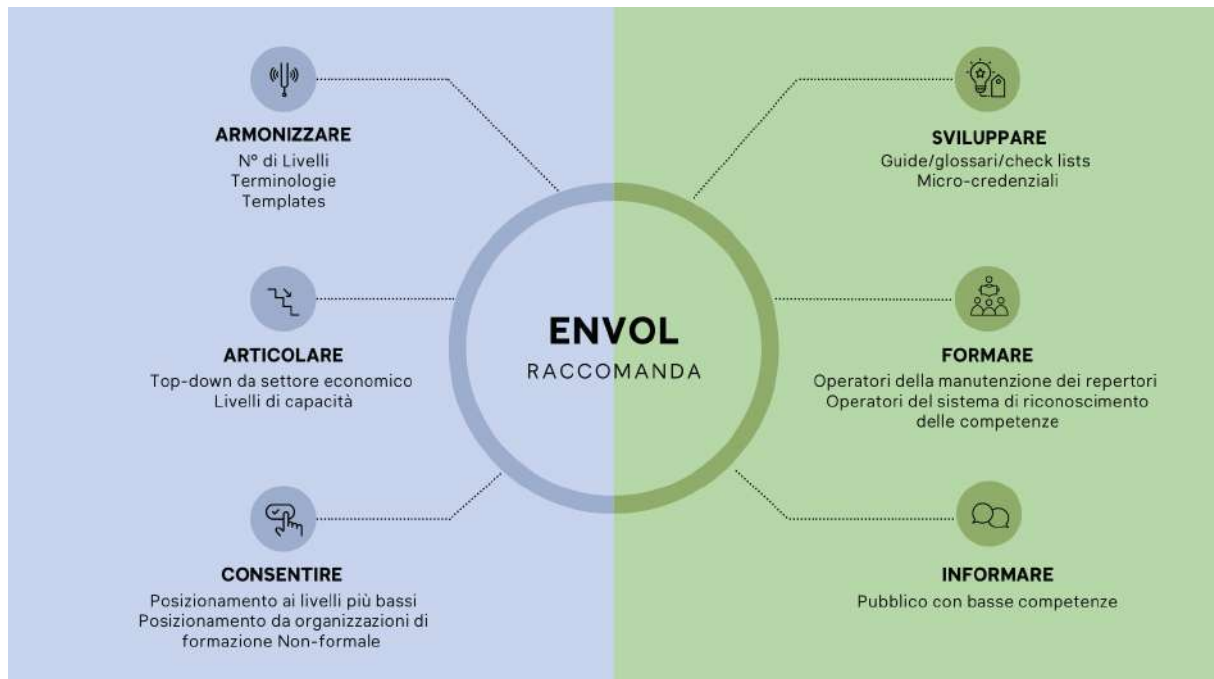 ARMONIZZARE
N° di Livelli
Terminologie
Templates
ARTICOLARE
Top-down da settore economico
Livelli di capacità
CONSENTIRE
Posizionamento ai livelli più bassi
Posizionamento da organizzazioni di
formazione Non-formale
ENVOL
RACCOMANDA
SVILUPPARE
Guide/glossari/check lists
Micro-credenziali
FORMARE
Operatori della manutenzione dei repertori
Operatori del sistema di riconoscimento
delle competenze
INFORMARE
Pubblico con basse competenze